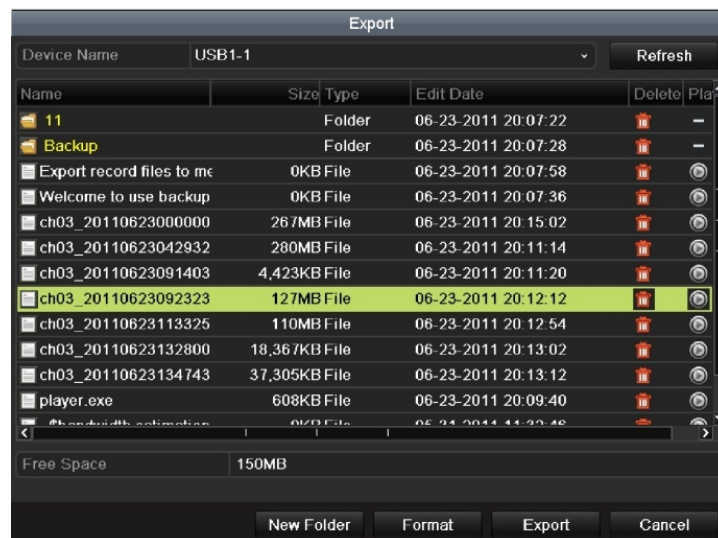 Export
Device Name USB1-1 Refresh
Name Size Type Edit Date Delete Pla
11 Folder 06-23-2011 20:07:22 –
Backup Folder 06-23-2011 20:07:28 –
Export record files to me 0KB File 06-23-2011 20:07:58
Welcome to use backup 0KB File 06-23-2011 20:07:36
ch03_20110623000000 267MB File 06-23-2011 20:15:02
ch03_20110623042932 280MB File 06-23-2011 20:11:14
ch03_20110623091403 4,423KB File 06-23-2011 20:11:20
ch03_20110623092323 127MB File 06-23-2011 20:12:12
ch03_20110623113325 110MB File 06-23-2011 20:12:54
ch03_20110623132800 18,367KB File 06-23-2011 20:13:02
ch03_20110623134743 37,305KB File 06-23-2011 20:13:12
player.exe 608KB File 06-23-2011 20:09:40
Free Space 150MB
New Folder Format Export Cancel